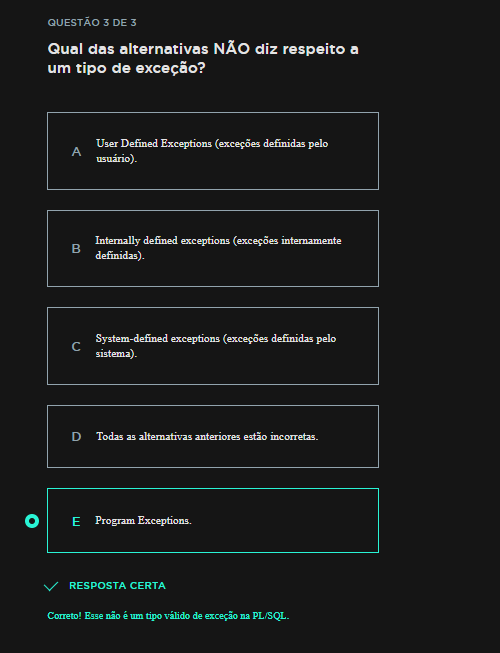 QUESTÃO 3 DE 3
Qual das alternativas NÃO diz respeito a
um tipo de exceção?
A
User Defined Exceptions (exceções definidas pelo
usuário).
B
Internally defined exceptions (exceções internamente
definidas).
C
System-defined exceptions (exceções definidas pelo
sistema).
D
Todas as alternativas anteriores estão incorretas.
E
Program Exceptions.
RESPOSTA CERTA
Correto! Esse não é um tipo válido de exceção na PL/SQL.